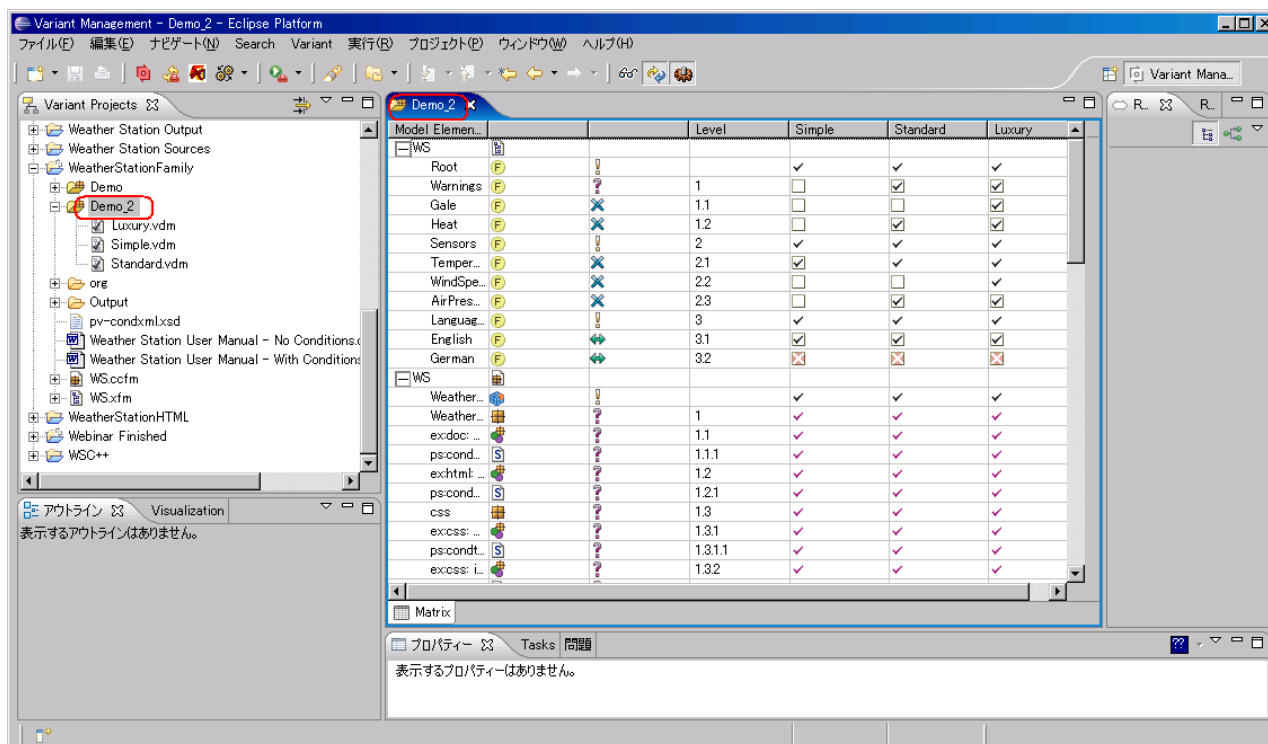 Variant Management - Demo_2 - Eclipse Platform
ファイル(F) 編集(E) ナビゲート(N) Search Variant 実行(R) プロジェクト(P) ウィンドウ(W) ヘルプ(H)
Variant Mana...
Variant Projects
Weather Station Output
Weather Station Sources
WeatherStationFamily
Demo
Demo_2
Luxury.vdm
Simple.vdm
Standard.vdm
org
Output
pv-condxml.xsd
Weather Station User Manual - No Conditions.
Weather Station User Manual - With Conditions
WS.ccfm
WS.xfm
WeatherStationHTML
Webinar Finished
WSC++
アウトライン Visualization
表示するアウトラインはありません。
Demo_2
Model Elemen... Level Simple Standard Luxury
WS
Root F
Warnings F ? 1
Gale F 1.1
Heat F 1.2
Sensors F 2
Temper... F 2.1
WindSpe... F 2.2
AirPres... F 2.3
Languag... F 3
English F 3.1
German F 3.2
WS
Weather...
Weather... ? 1
ex:doc: ... ? 1.1
ps:cond... S ? 1.1.1
ex:html: ... ? 1.2
ps:cond... S ? 1.2.1
css ? 1.3
ex:css: ... ? 1.3.1
ps:condt... S ? 1.3.1.1
ex:css: i... ? 1.3.2
Matrix
プロパティー Tasks 問題
??
表示するプロパティーはありません。
R... R...